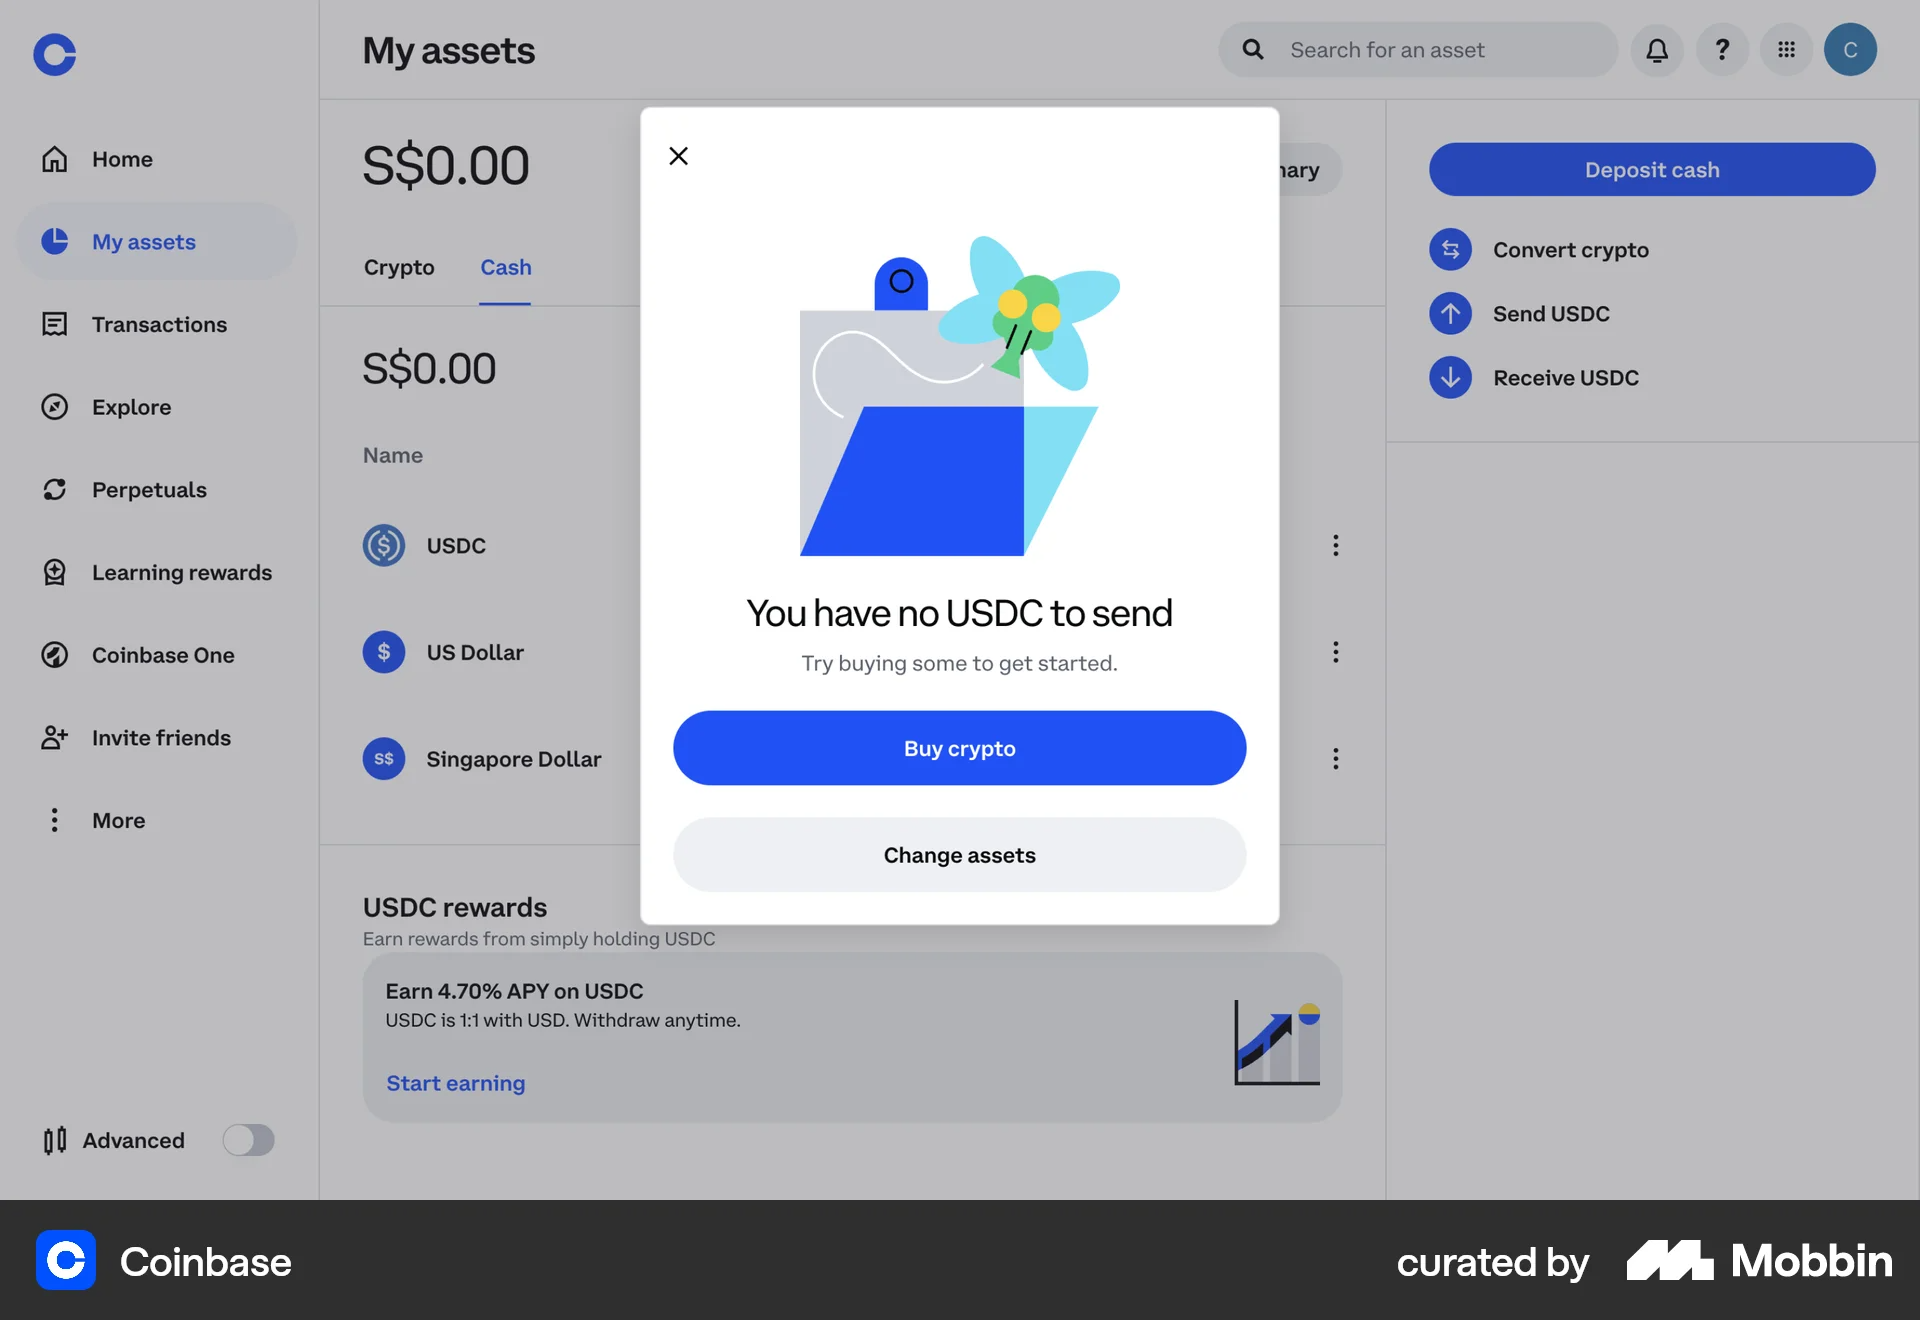 My assets
Search for an asset
?
C
Home
My assets
Transactions
Explore
Perpetuals
Learning rewards
Coinbase One
Invite friends
More
Advanced
S$0.00
Crypto
Cash
S$0.00
Name
USDC
$
US Dollar
S$
Singapore Dollar
USDC rewards
Earn rewards from simply holding USDC
Earn 4.70% APY on USDC
USDC is 1:1 with USD. Withdraw anytime.
Start earning
You have no USDC to send
Try buying some to get started.
Buy crypto
Change assets
Deposit cash
Convert crypto
Send USDC
Receive USDC
Coinbase
curated by
Mobbin